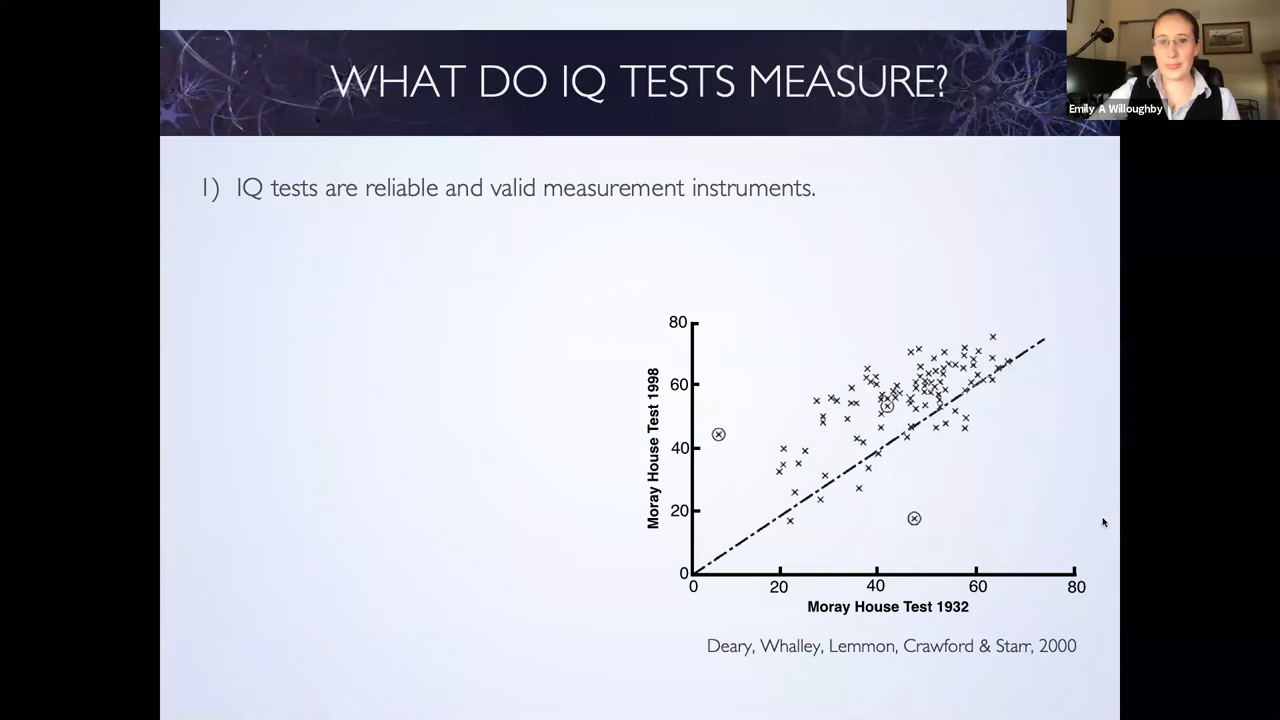 WHAT DO IQ TESTS MEASURE?
Emily A Willoughby
1) IQ tests are reliable and valid measurement instruments.
80
60
40
20
0
Moray House Test 1998
0 20 40 60 80
Moray House Test 1932
Deary, Whalley, Lemmon, Crawford & Starr, 2000